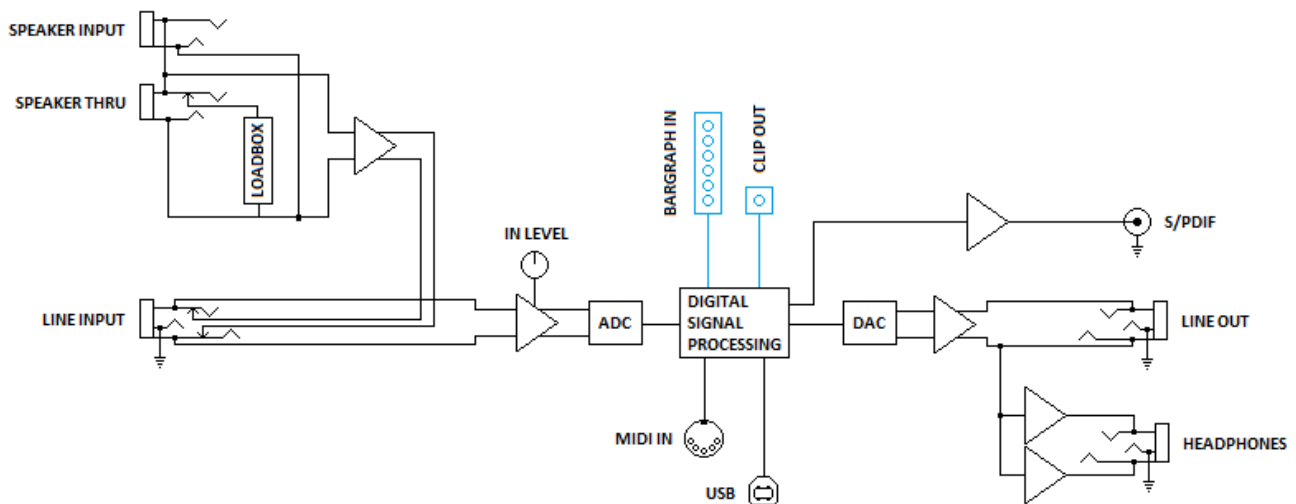 SPEAKER INPUT
SPEAKER THRU
LOADBOX
BARGRAPH IN
CLIP OUT
S/PDIF
IN LEVEL
LINE INPUT
ADC
DIGITAL
SIGNAL
PROCESSING
DAC
LINE OUT
MIDI IN
HEADPHONES
USB